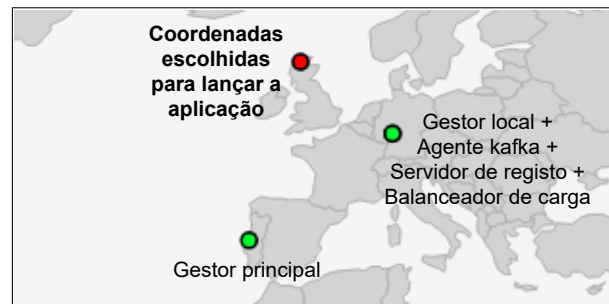 Coordenadas
escolhidas
para lançar a
aplicação
Gestor local +
Agente kafka +
Servidor de registo +
Balanceador de carga
Gestor principal